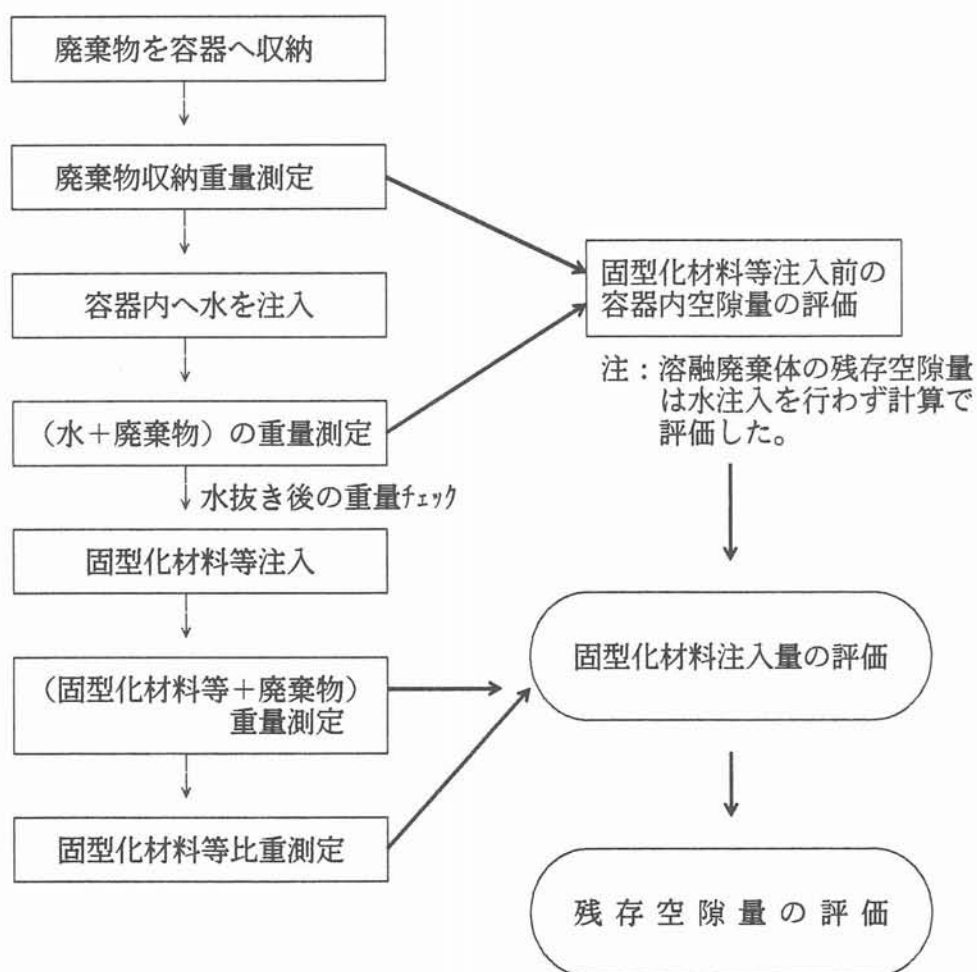 廃棄物を容器へ収納
廃棄物収納重量測定
容器内へ水を注入
（水＋廃棄物）の重量測定
水抜き後の重量ﾁｪｯｸ
固型化材料等注入
（固型化材料等＋廃棄物）
重量測定
固型化材料等比重測定
固型化材料等注入前の
容器内空隙量の評価
注：溶融廃棄体の残存空隙量
は水注入を行わず計算で
評価した。
固型化材料注入量の評価
残存空隙量の評価